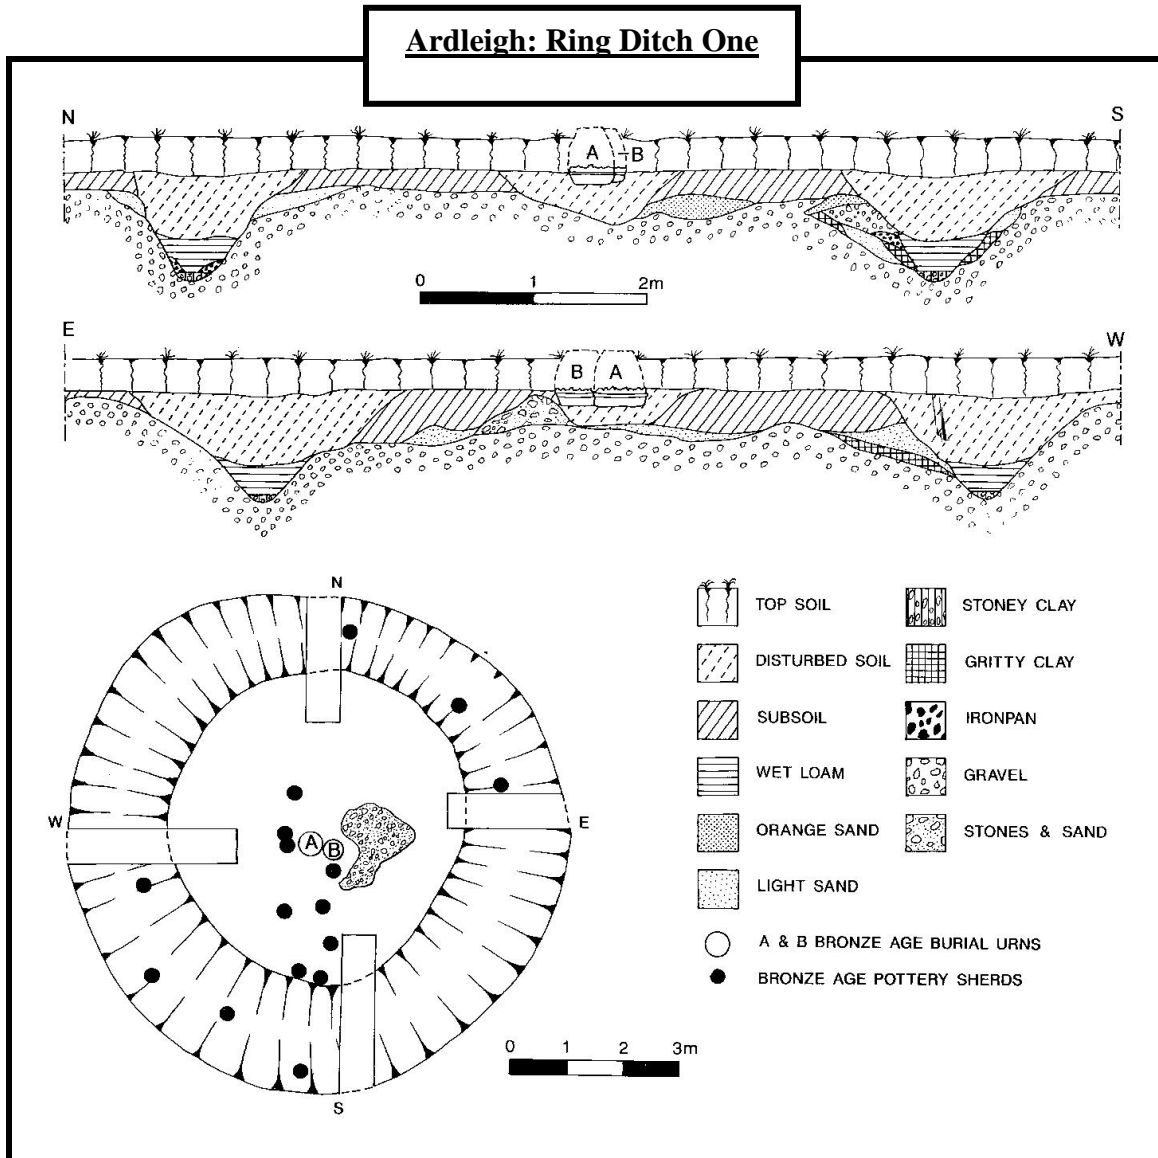 Ardleigh: Ring Ditch One
N S
A B
0 1 2m
E W
B A
N
W E
A B
S
0 1 2 3m
TOP SOIL
DISTURBED SOIL
SUBSOIL
WET LOAM
ORANGE SAND
LIGHT SAND
STONEY CLAY
GRITTY CLAY
IRONPAN
GRAVEL
STONES & SAND
A & B BRONZE AGE BURIAL URNS
BRONZE AGE POTTERY SHERDS